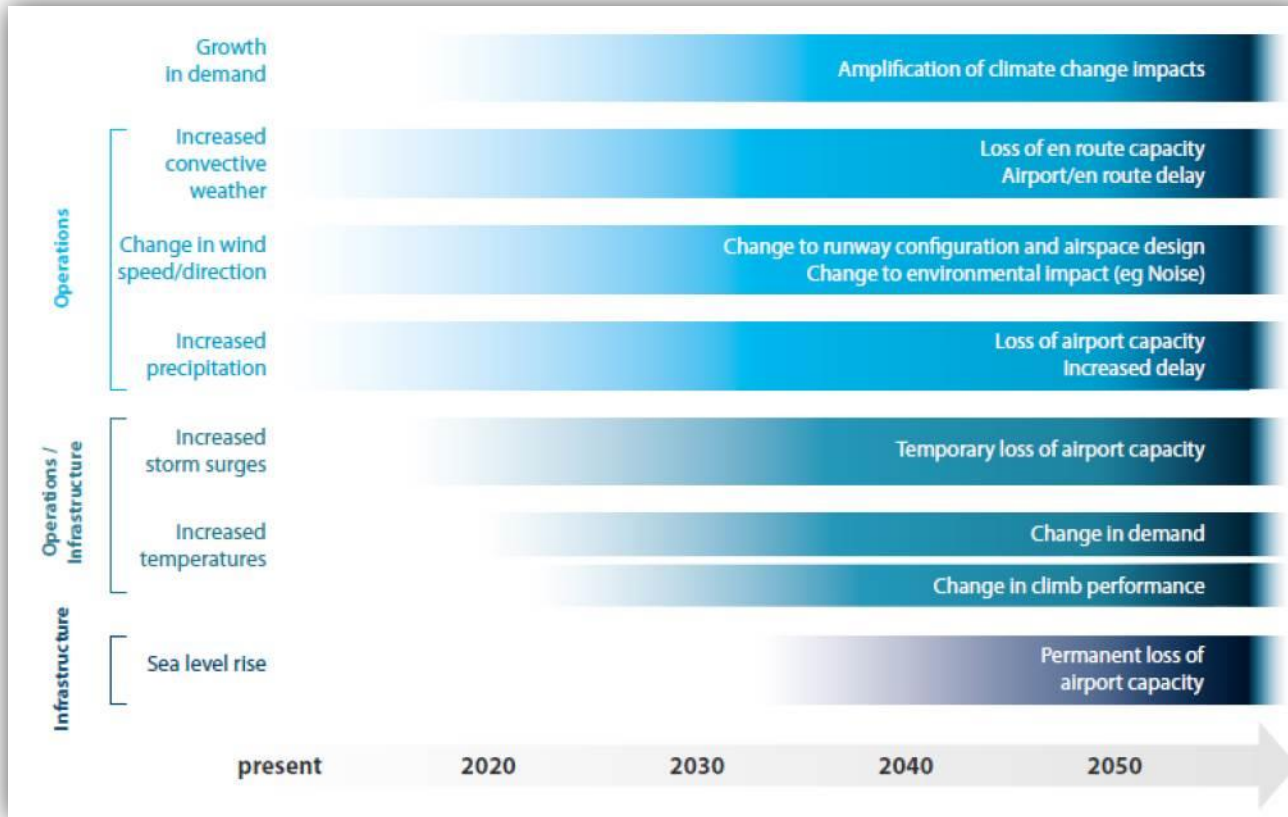 Growth
in demand
Amplification of climate change impacts
Operations
Increased
convective
weather
Loss of en route capacity
Airport/en route delay
Change in wind
speed/direction
Change to runway configuration and airspace design
Change to environmental impact (eg Noise)
Increased
precipitation
Loss of airport capacity
Increased delay
Operations /
Infrastructure
Increased
storm surges
Temporary loss of airport capacity
Increased
temperatures
Change in demand
Change in climb performance
Infrastructure
Sea level rise
Permanent loss of
airport capacity
present 2020 2030 2040 2050